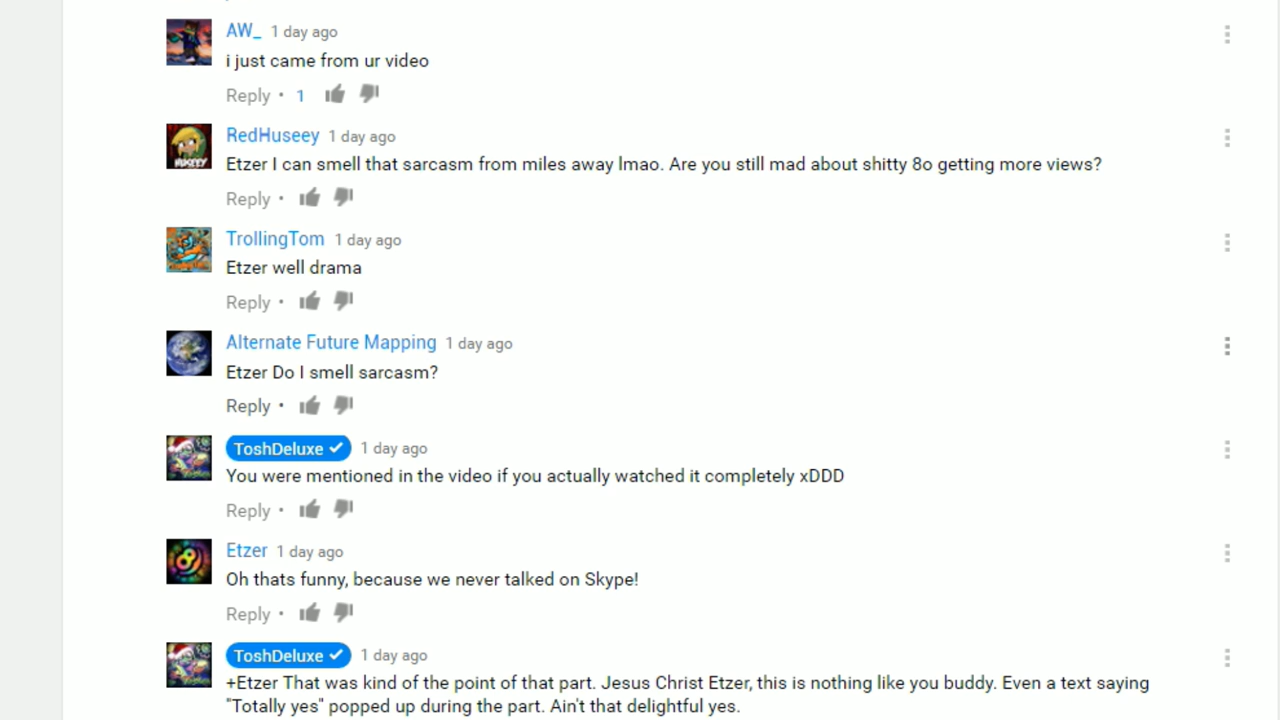 AW_ 1 day ago
i just came from ur video
Reply • 1
RedHuseey 1 day ago
Etzer I can smell that sarcasm from miles away lmao. Are you still mad about shitty 8o getting more views?
Reply •
TrollingTom 1 day ago
Etzer well drama
Reply •
Alternate Future Mapping 1 day ago
Etzer Do I smell sarcasm?
Reply •
ToshDeluxe 1 day ago
You were mentioned in the video if you actually watched it completely xDDD
Reply •
Etzer 1 day ago
Oh thats funny, because we never talked on Skype!
Reply •
ToshDeluxe 1 day ago
+Etzer That was kind of the point of that part. Jesus Christ Etzer, this is nothing like you buddy. Even a text saying
"Totally yes" popped up during the part. Ain't that delightful yes.